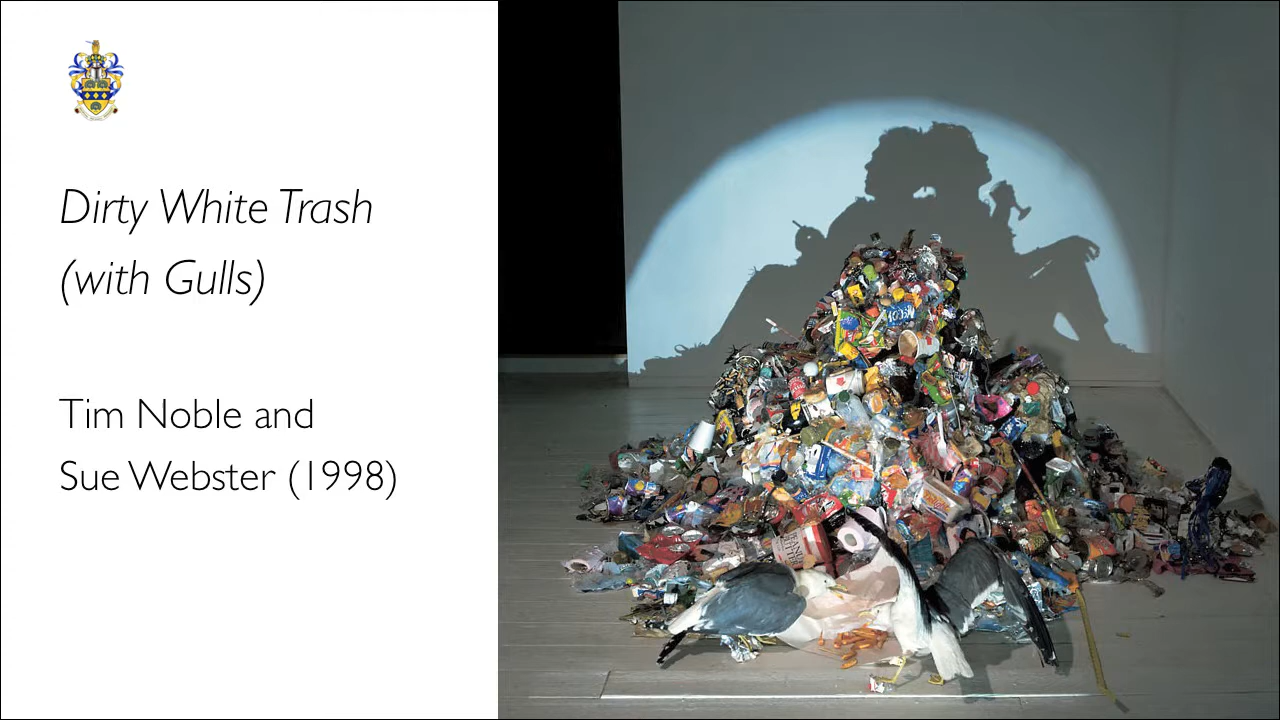 Dirty White Trash
(with Gulls)
Tim Noble and
Sue Webster (1998)